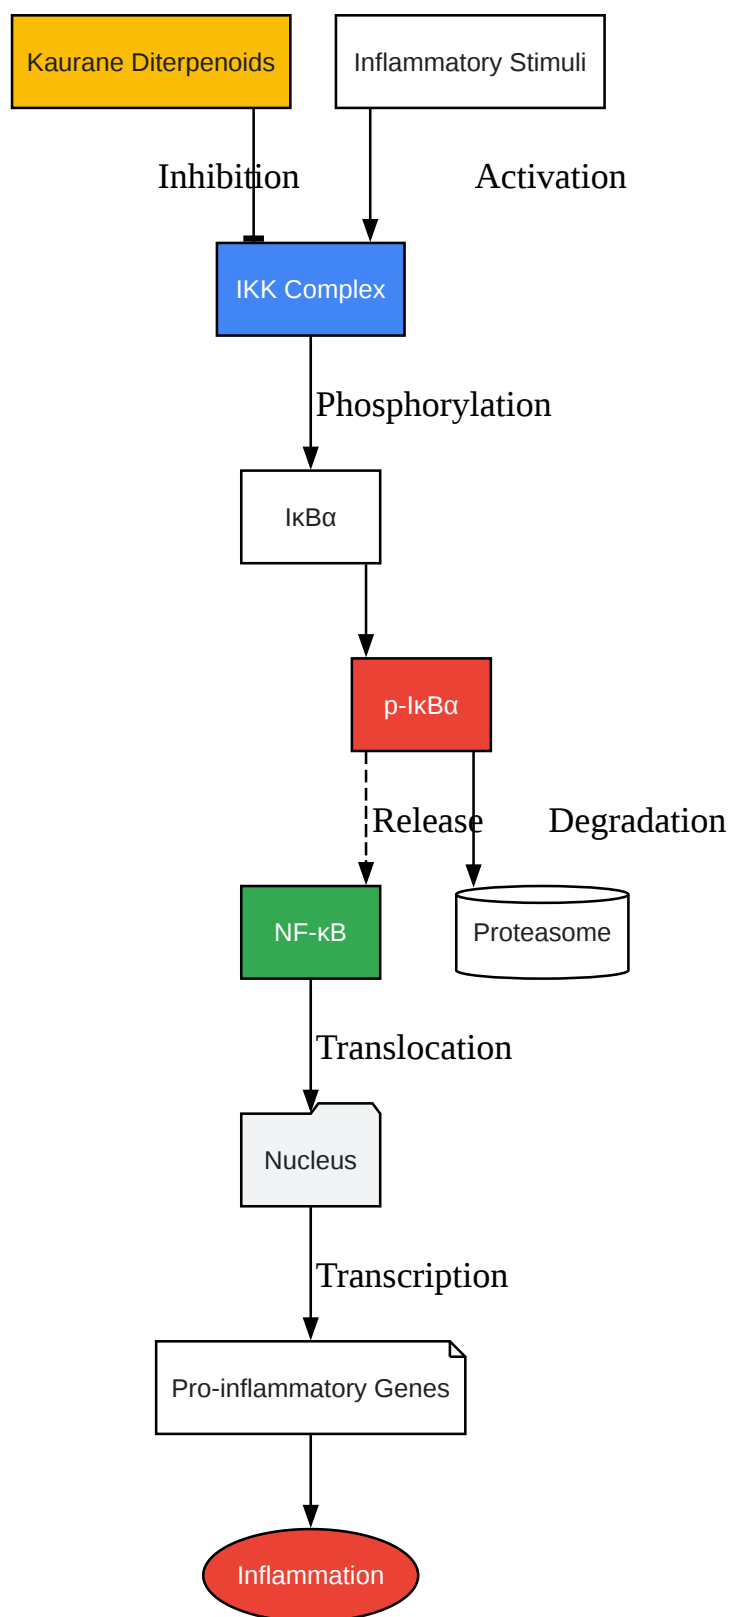 Kaurane Diterpenoids
Inflammatory Stimuli
Inhibition
Activation
IKK Complex
Phosphorylation
IκBα
p-IκBα
Release
Degradation
NF-κB
Proteasome
Translocation
Nucleus
Transcription
Pro-inflammatory Genes
Inflammation